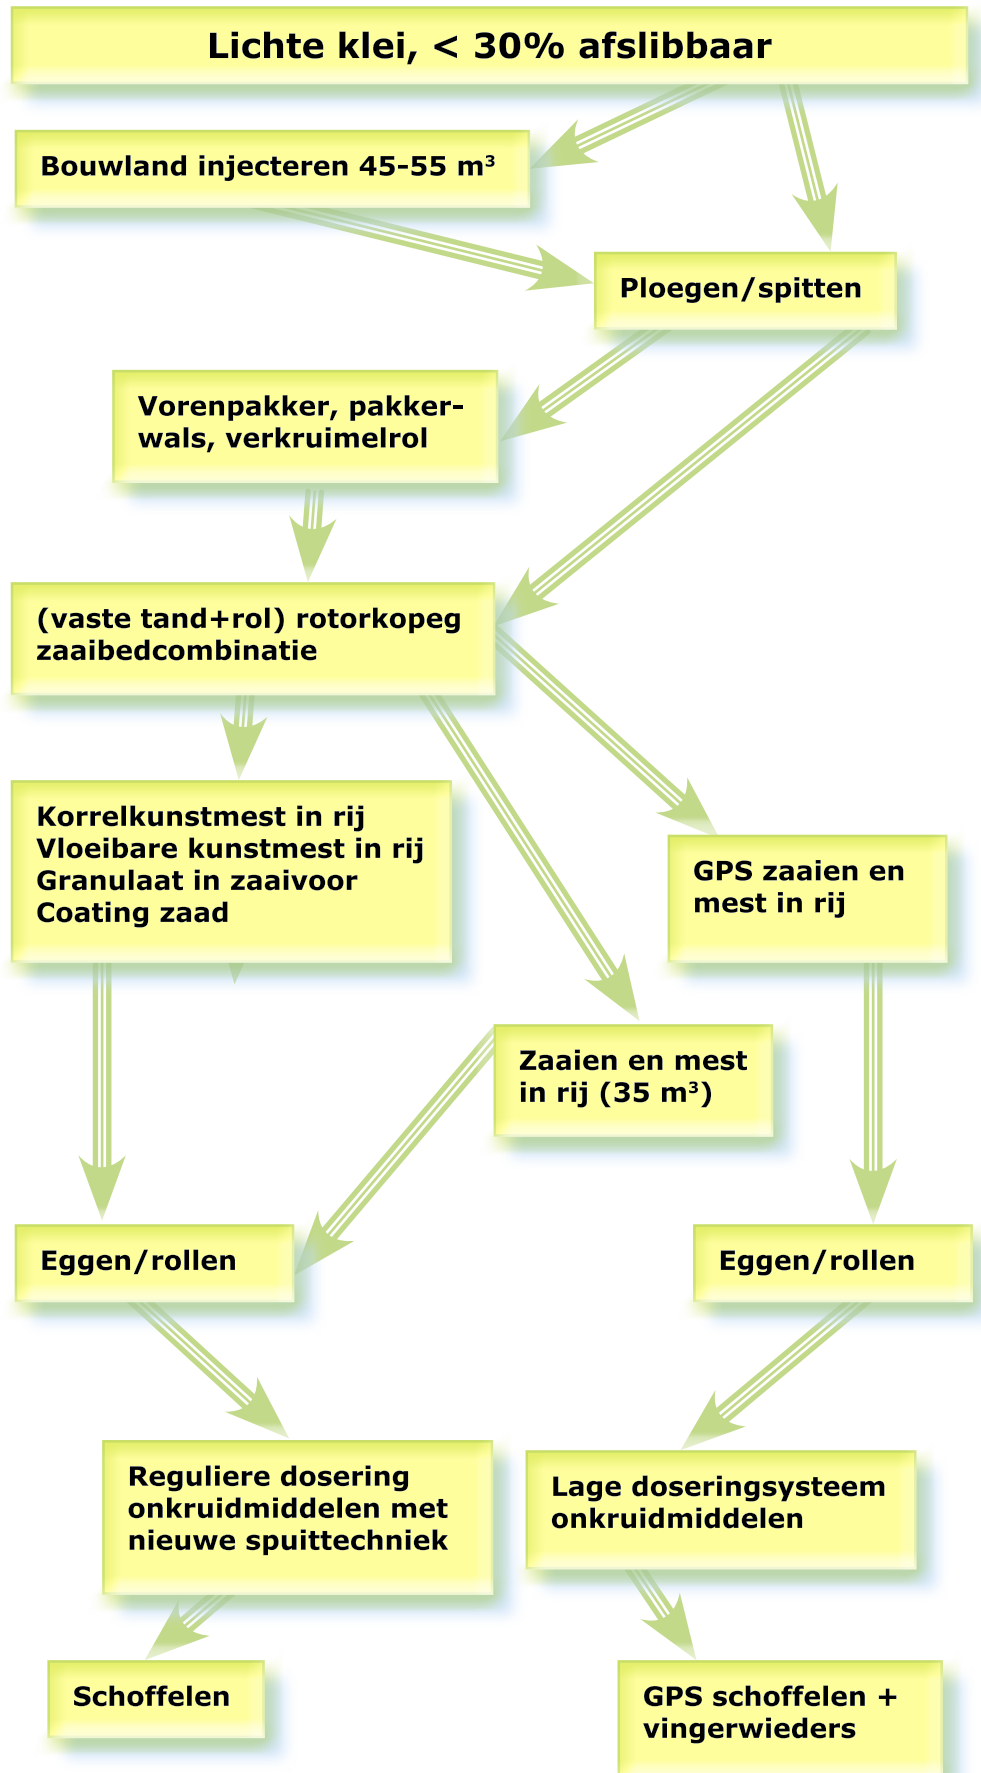 Lichte klei, < 30% afslibbaar
Bouwland injecteren 45-55 m³
Ploegen/spitten
Vorenpakker, pakker-
wals, verkruimelrol
(vaste tand+rol) rotorkopeg
zaaibedcombinatie
Korrelkunstmest in rij
Vloeibare kunstmest in rij
Granulaat in zaaivoor
Coating zaad
GPS zaaien en
mest in rij
Zaaien en mest
in rij (35 m³)
Eggen/rollen
Eggen/rollen
Reguliere dosering
onkruidmiddelen met
nieuwe spuittechniek
Lage doseringsysteem
onkruidmiddelen
Schoffelen
GPS schoffelen +
vingerwieders